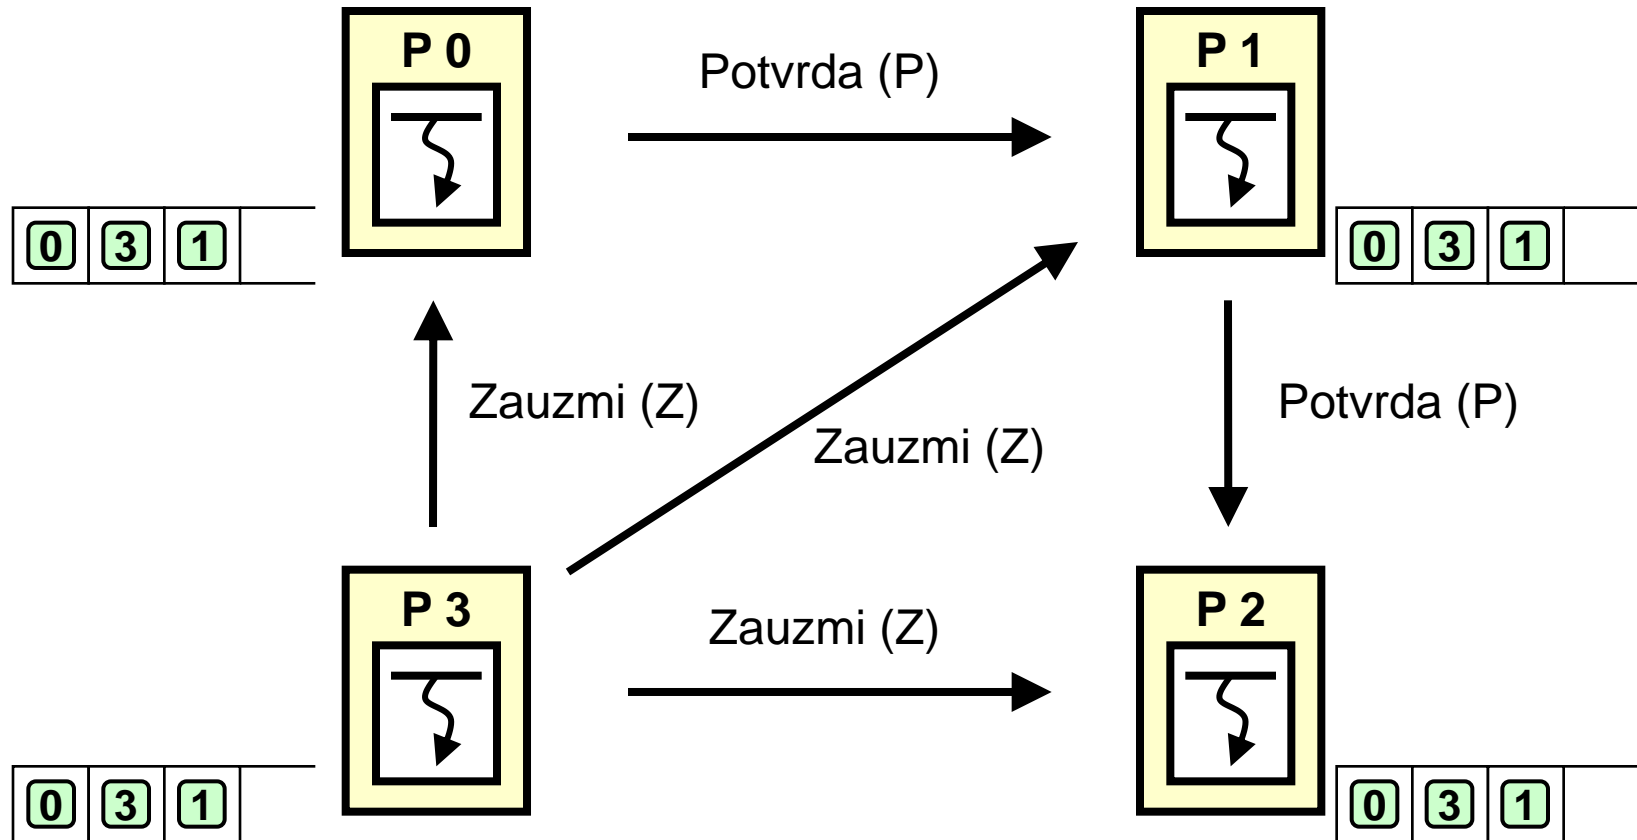 P 0
Potvrda (P)
P 1
0 3 1
0 3 1
Zauzmi (Z)
Zauzmi (Z)
Potvrda (P)
P 3
Zauzmi (Z)
P 2
0 3 1
0 3 1